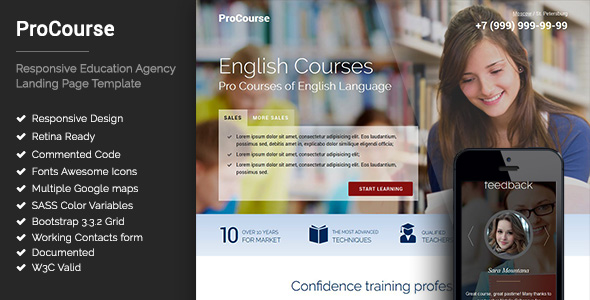 ProCourse
Responsive Education Agency
Landing Page Template
Responsive Design
Retina Ready
Commented Code
Fonts Awesome Icons
Multiple Google maps
SASS Color Variables
Bootstrap 3.3.2 Grid
Working Contacts form
Documented
W3C Valid
ProCourse
Moscow / St. Petersburg
+7 (999) 999-99-99
English Courses
Pro Courses of English Language
SALES MORE SALES
Lorem ipsum dolor sit amet, consectetur adipisicing elit. Eos laudantium,
possimus sed, debitis anim in, explicabo dolor similique eligendi officia;
Lorem ipsum dolor sit amet, consectetur adipisicing elit;
Lorem ipsum dolor sit amet, consectetur adipisicing elit. Eos laudantium,
possimus sed.
START LEARNING
10 OVER 10 YEARS
FOR MARKET
THE MOST ADVANCED
TECHNIQUES
QUALIFIED
TEACHERS
Confidence training profes
feedback
Sara Mountana
Great course, great pastime! Many thanks to